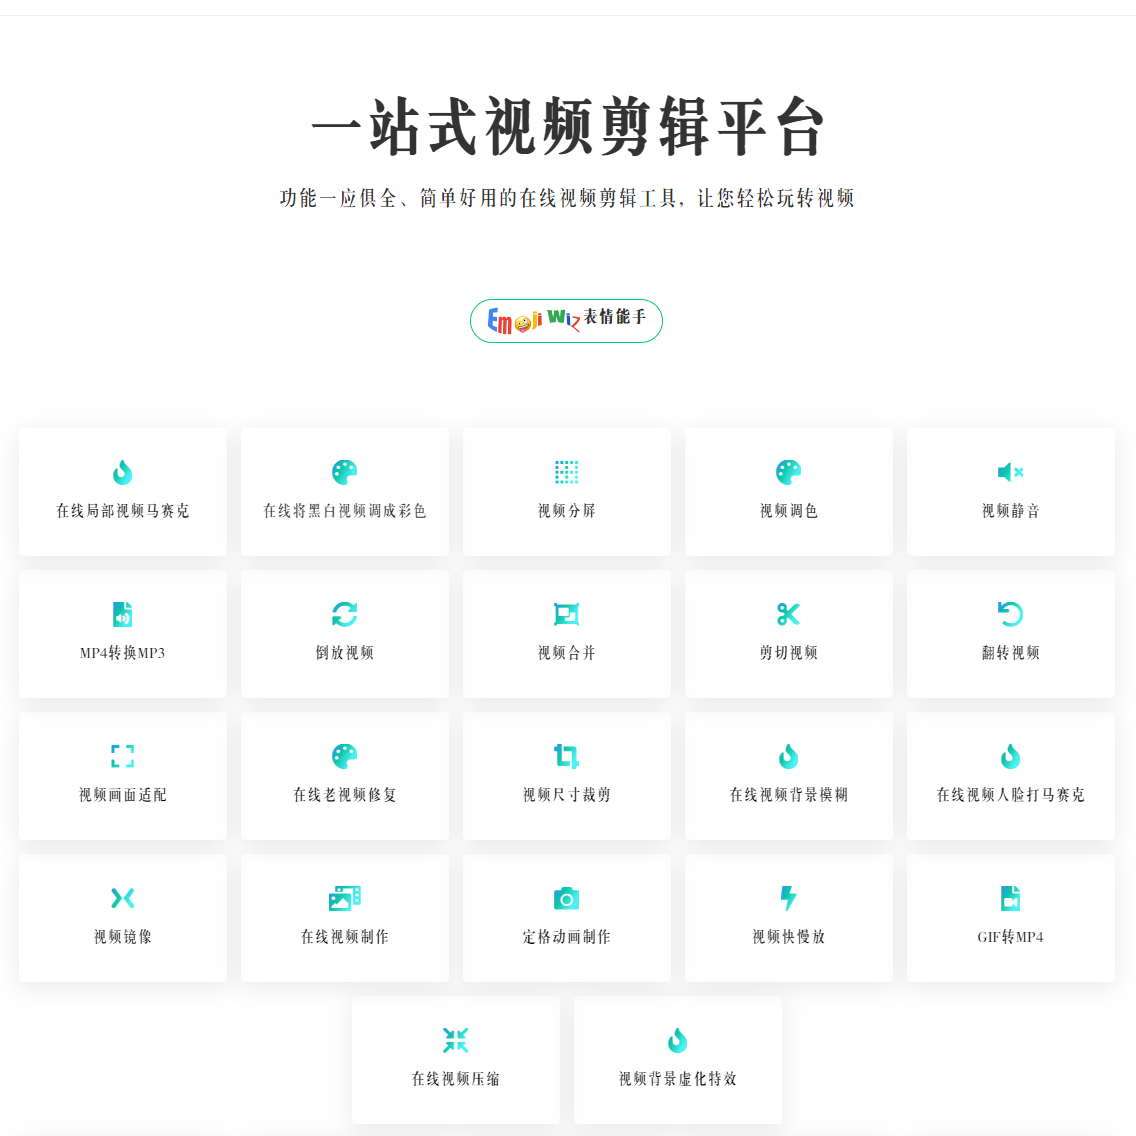 一站式视频剪辑平台
功能一应俱全、简单好用的在线视频剪辑工具，让您轻松玩转视频
Emoji Wiz 表情能手
在线局部视频马赛克
在线将黑白视频调成彩色
视频分屏
视频调色
视频静音
MP4转换MP3
倒放视频
视频合并
剪切视频
翻转视频
视频画面适配
在线老视频修复
视频尺寸裁剪
在线视频背景模糊
在线视频人脸打马赛克
视频镜像
在线视频制作
定格动画制作
视频快慢放
GIF转MP4
在线视频压缩
视频背景虚化特效